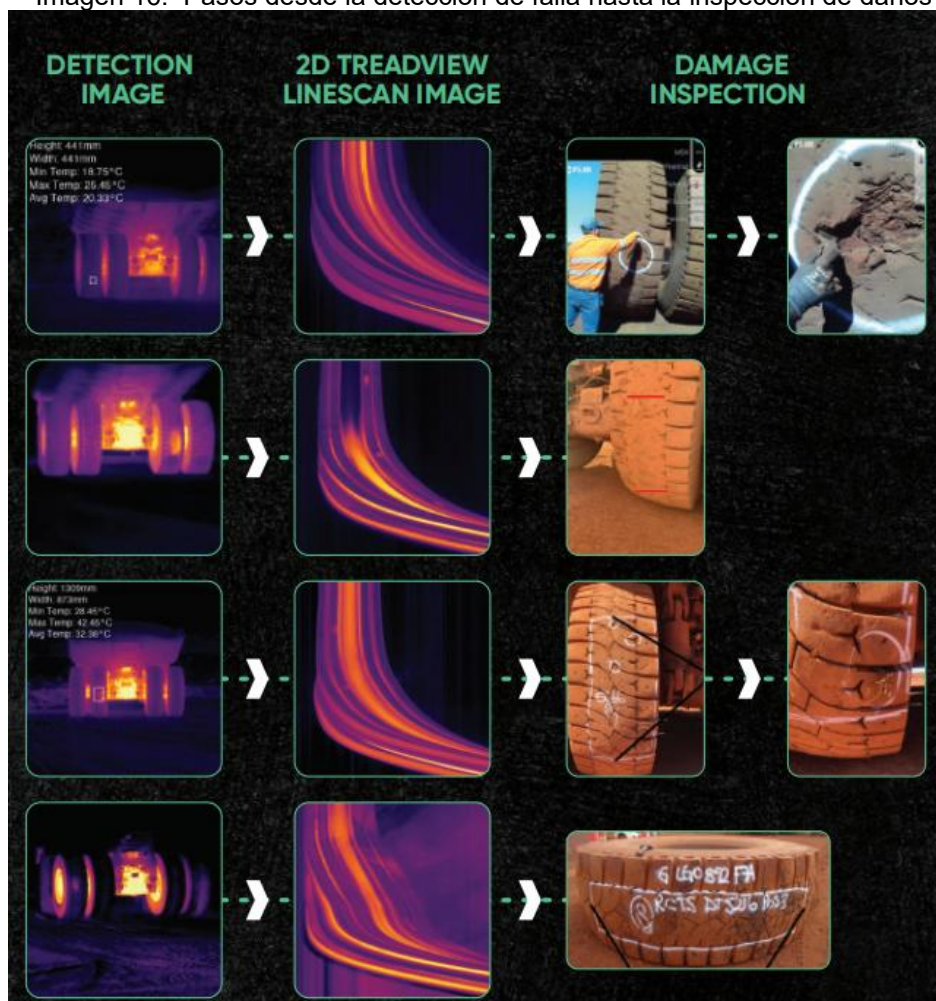 Imagen 10. Pasos desde la detección de falla hasta la inspección de daños
DETECTION
IMAGE
2D TREADVIEW
LINESCAN IMAGE
DAMAGE
INSPECTION
Height: 441mm
Width: 441mm
Min Temp: 18.75°C
Max Temp: 25.45°C
Avg Temp: 20.33°C
Height: 1309mm
Width: 873mm
Min Temp: 28.45°C
Max Temp: 42.45°C
Avg Temp: 32.38°C